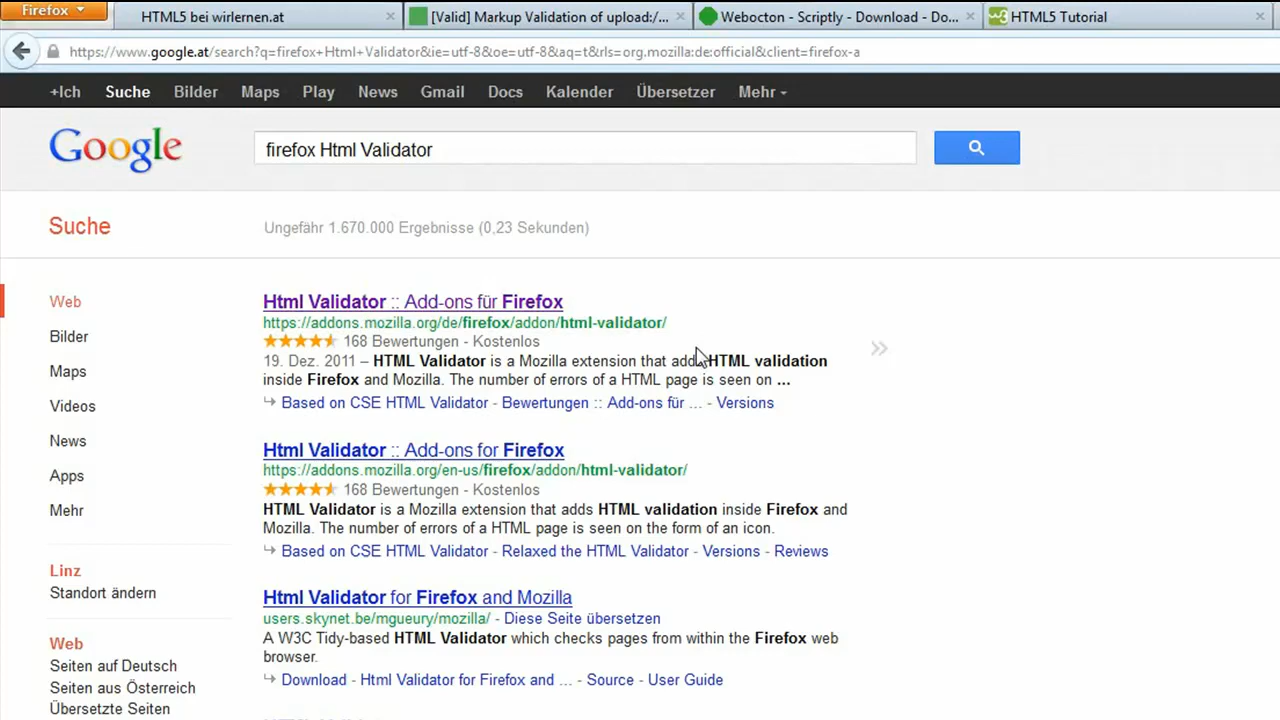 Firefox
HTML5 bei wirlernen.at
[Valid] Markup Validation of upload:/...
Webocton - Scriptly - Download - Do...
HTML5 Tutorial
https://www.google.at/search?q=firefox+Html+Validator&ie=utf-8&oe=utf-8&aq=t&rls=org.mozilla:de:official&client=firefox-a
+Ich Suche Bilder Maps Play News Gmail Docs Kalender Übersetzer Mehr
Google
firefox Html Validator
Suche
Ungefähr 1.670.000 Ergebnisse (0,23 Sekunden)
Web
Bilder
Maps
Videos
News
Apps
Mehr
Linz
Standort ändern
Web
Seiten auf Deutsch
Seiten aus Österreich
Übersetzte Seiten
Html Validator :: Add-ons für Firefox
https://addons.mozilla.org/de/firefox/addon/html-validator/
168 Bewertungen - Kostenlos
19. Dez. 2011 – HTML Validator is a Mozilla extension that adds HTML validation
inside Firefox and Mozilla. The number of errors of a HTML page is seen on ...
Based on CSE HTML Validator - Bewertungen :: Add-ons für ... - Versions
Html Validator :: Add-ons for Firefox
https://addons.mozilla.org/en-us/firefox/addon/html-validator/
168 Bewertungen - Kostenlos
HTML Validator is a Mozilla extension that adds HTML validation inside Firefox and
Mozilla. The number of errors of a HTML page is seen on the form of an icon.
Based on CSE HTML Validator - Relaxed the HTML Validator - Versions - Reviews
Html Validator for Firefox and Mozilla
users.skynet.be/mgueury/mozilla/ - Diese Seite übersetzen
A W3C Tidy-based HTML Validator which checks pages from within the Firefox web
browser.
Download - Html Validator for Firefox and ... - Source - User Guide